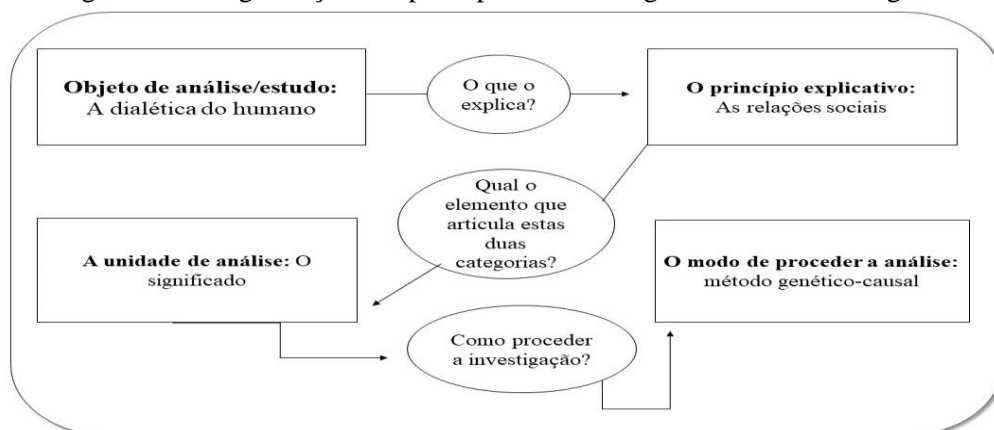 Objeto de análise/estudo:
A dialética do humano
O que o
explica?
O princípio explicativo:
As relações sociais
Qual o
elemento que
articula estas
duas
categorias?
A unidade de análise: O
significado
O modo de proceder a análise:
método genético-causal
Como proceder
a investigação?